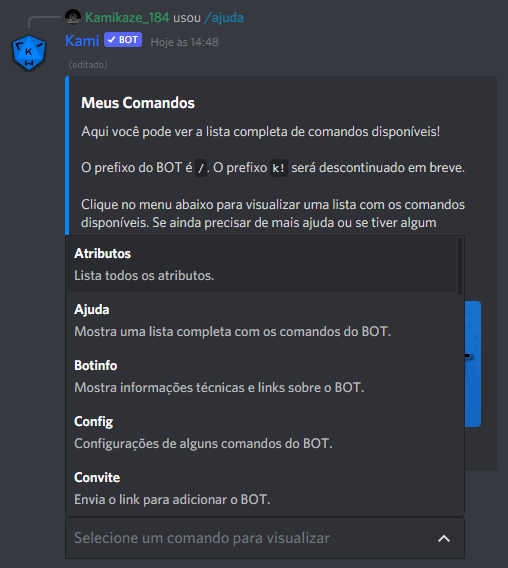 Kamikaze_184 usou /ajuda
Kami BOT Hoje às 14:48
(editado)
Meus Comandos
Aqui você pode ver a lista completa de comandos disponíveis!
O prefixo do BOT é /. O prefixo k! será descontinuado em breve.
Clique no menu abaixo para visualizar uma lista com os comandos
disponíveis. Se ainda precisar de mais ajuda ou se tiver algum
Atributos
Lista todos os atributos.
Ajuda
Mostra uma lista completa com os comandos do BOT.
Botinfo
Mostra informações técnicas e links sobre o BOT.
Config
Configurações de alguns comandos do BOT.
Convite
Envia o link para adicionar o BOT.
Selecione um comando para visualizar